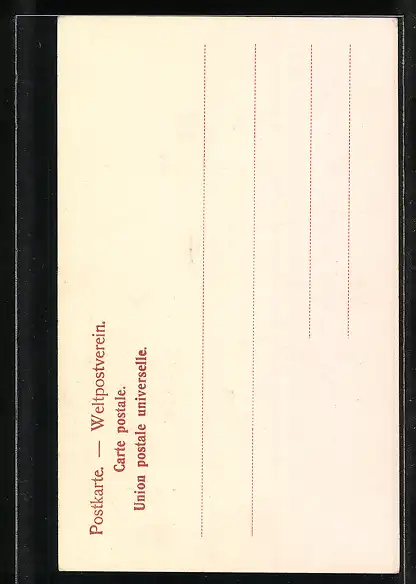 Postkarte. — Weltpostverein.
Carte postale.
Union postale universelle.